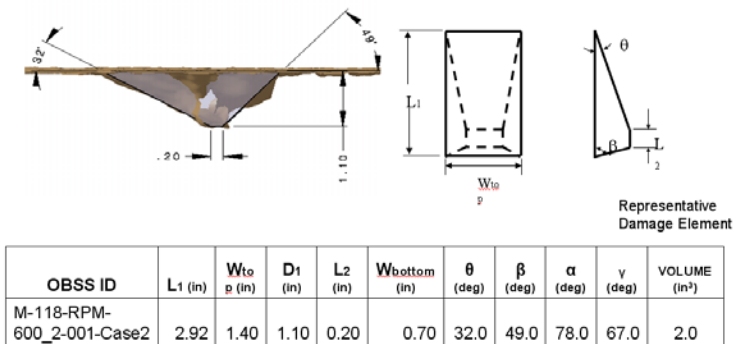 32°
49°
.20
1.10
L1
Wto
p
θ
β
L
2
Representative
Damage Element
OBSS ID L1 (in) Wto p (in) D1 (in) L2 (in) Wbottom (in) θ (deg) β (deg) α (deg) γ (deg) VOLUME (in³)
M-118-RPM-
600_2-001-Case2 2.92 1.40 1.10 0.20 0.70 32.0 49.0 78.0 67.0 2.0